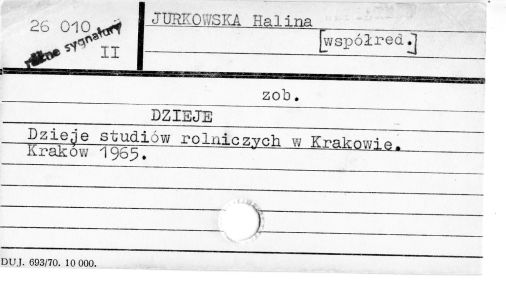 26 010
różne sygnatury
II
JURKOWSKA Halina
[współred.]
zob.
DZIEJE
Dzieje studiów rolniczych w Krakowie.
Kraków 1965.
DUJ. 693/70. 10 000.